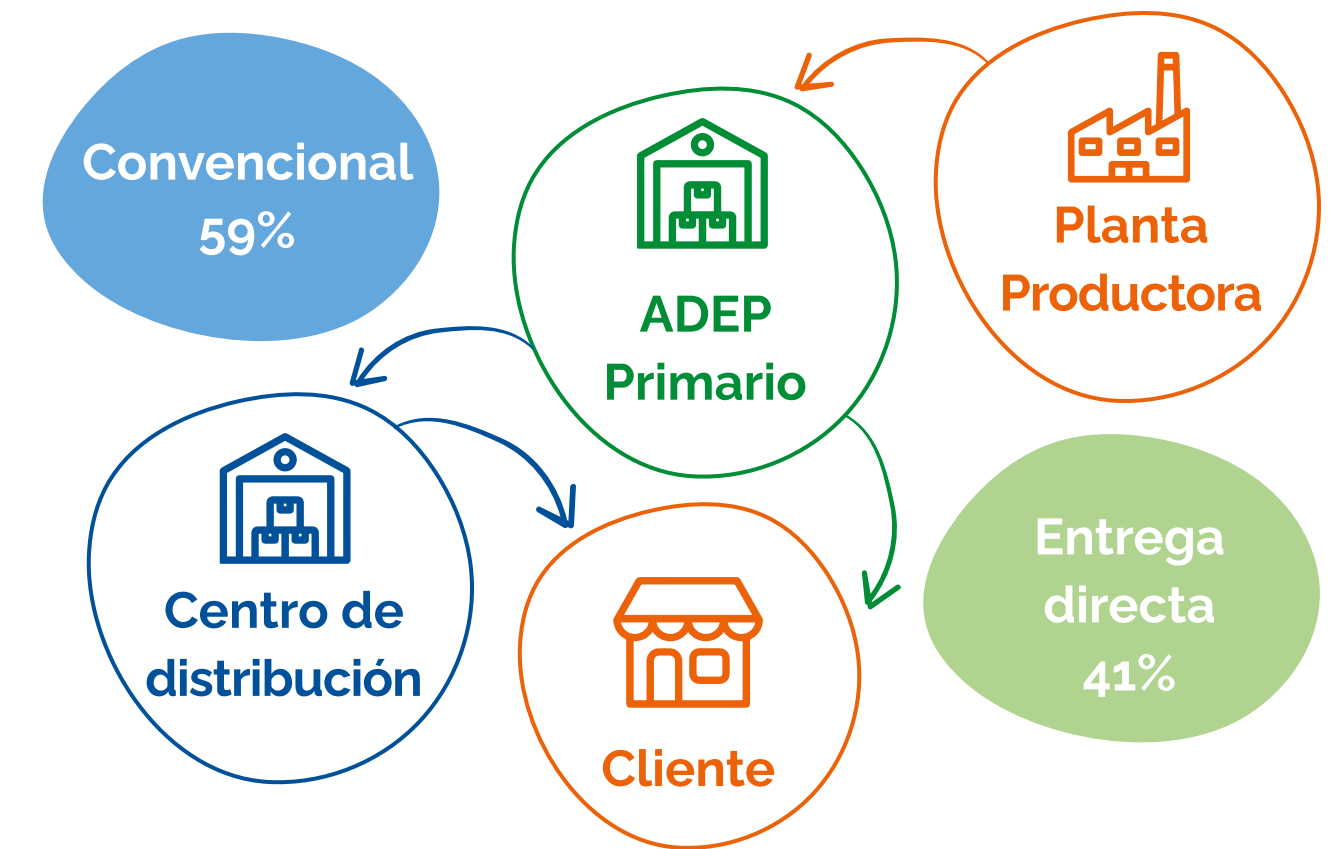 Convencional
59%
ADEP
Primario
Planta
Productora
Centro de
distribución
Cliente
Entrega
directa
41%